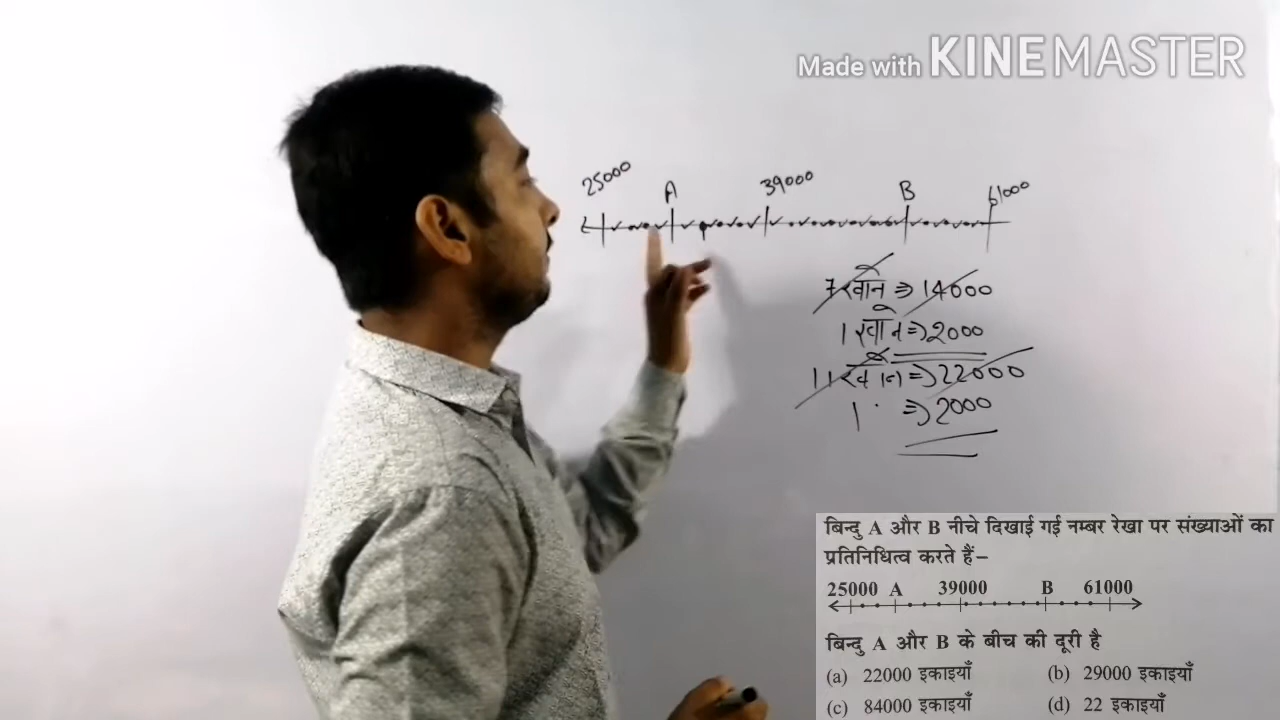 Made with KINEMASTER
25000 A 39000 B 61000
7 खाने ⇒ 14000
1 खाने ⇒ 2000
11 खाने ⇒ 22000
1 ⇒ 2000
बिन्दु A और B नीचे दिखाई गई नम्बर रेखा पर संख्याओं का
प्रतिनिधित्व करते हैं–
25000 A 39000 B 61000
बिन्दु A और B के बीच की दूरी है
(a) 22000 इकाइयाँ (b) 29000 इकाइयाँ
(c) 84000 इकाइयाँ (d) 22 इकाइयाँ